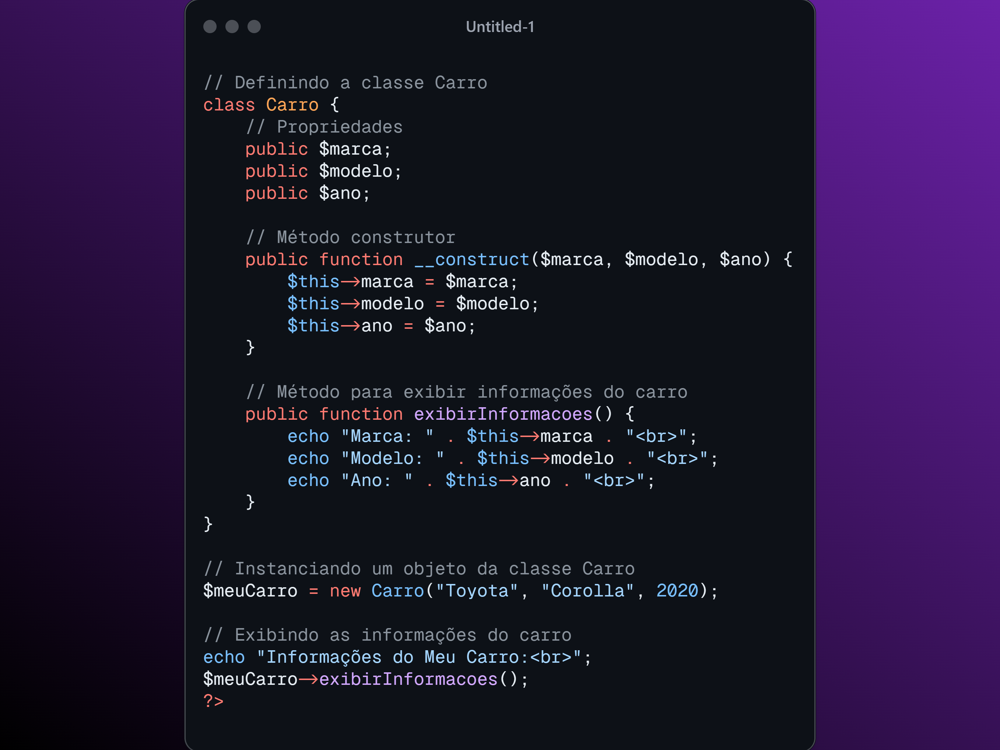 Untitled-1
// Definindo a classe Carro
class Carro {
    // Propriedades
    public $marca;
    public $modelo;
    public $ano;
    // Método construtor
    public function __construct($marca, $modelo, $ano) {
        $this->marca = $marca;
        $this->modelo = $modelo;
        $this->ano = $ano;
    }
    // Método para exibir informações do carro
    public function exibirInformacoes() {
        echo "Marca: " . $this->marca . "<br>";
        echo "Modelo: " . $this->modelo . "<br>";
        echo "Ano: " . $this->ano . "<br>";
    }
}
// Instanciando um objeto da classe Carro
$meuCarro = new Carro("Toyota", "Corolla", 2020);
// Exibindo as informações do carro
echo "Informações do Meu Carro:<br>";
$meuCarro->exibirInformacoes();
?>